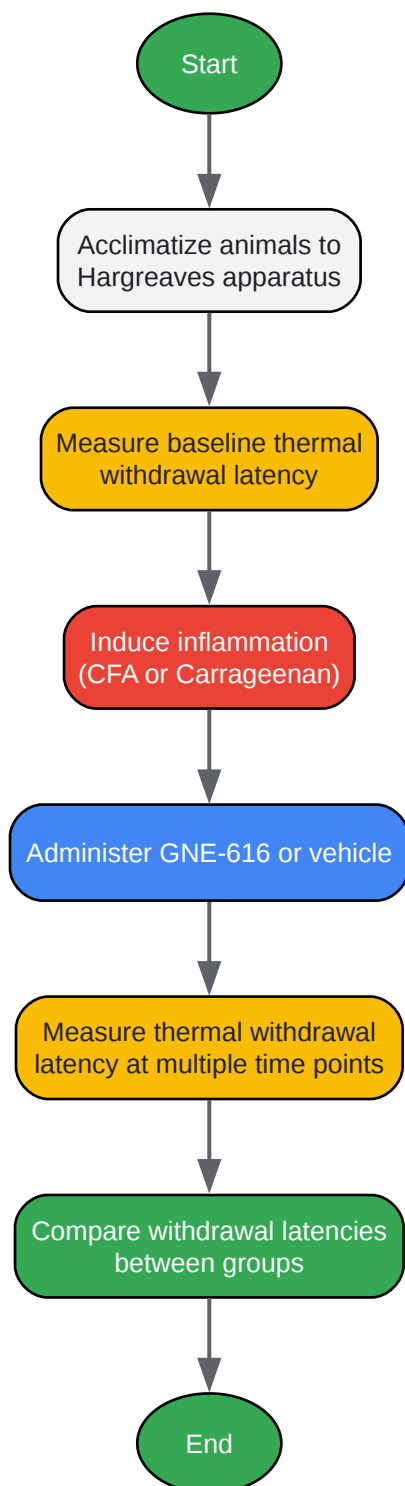 Start
Acclimatize animals to
Hargreaves apparatus
Measure baseline thermal
withdrawal latency
Induce inflammation
(CFA or Carrageenan)
Administer GNE-616 or vehicle
Measure thermal withdrawal
latency at multiple time points
Compare withdrawal latencies
between groups
End